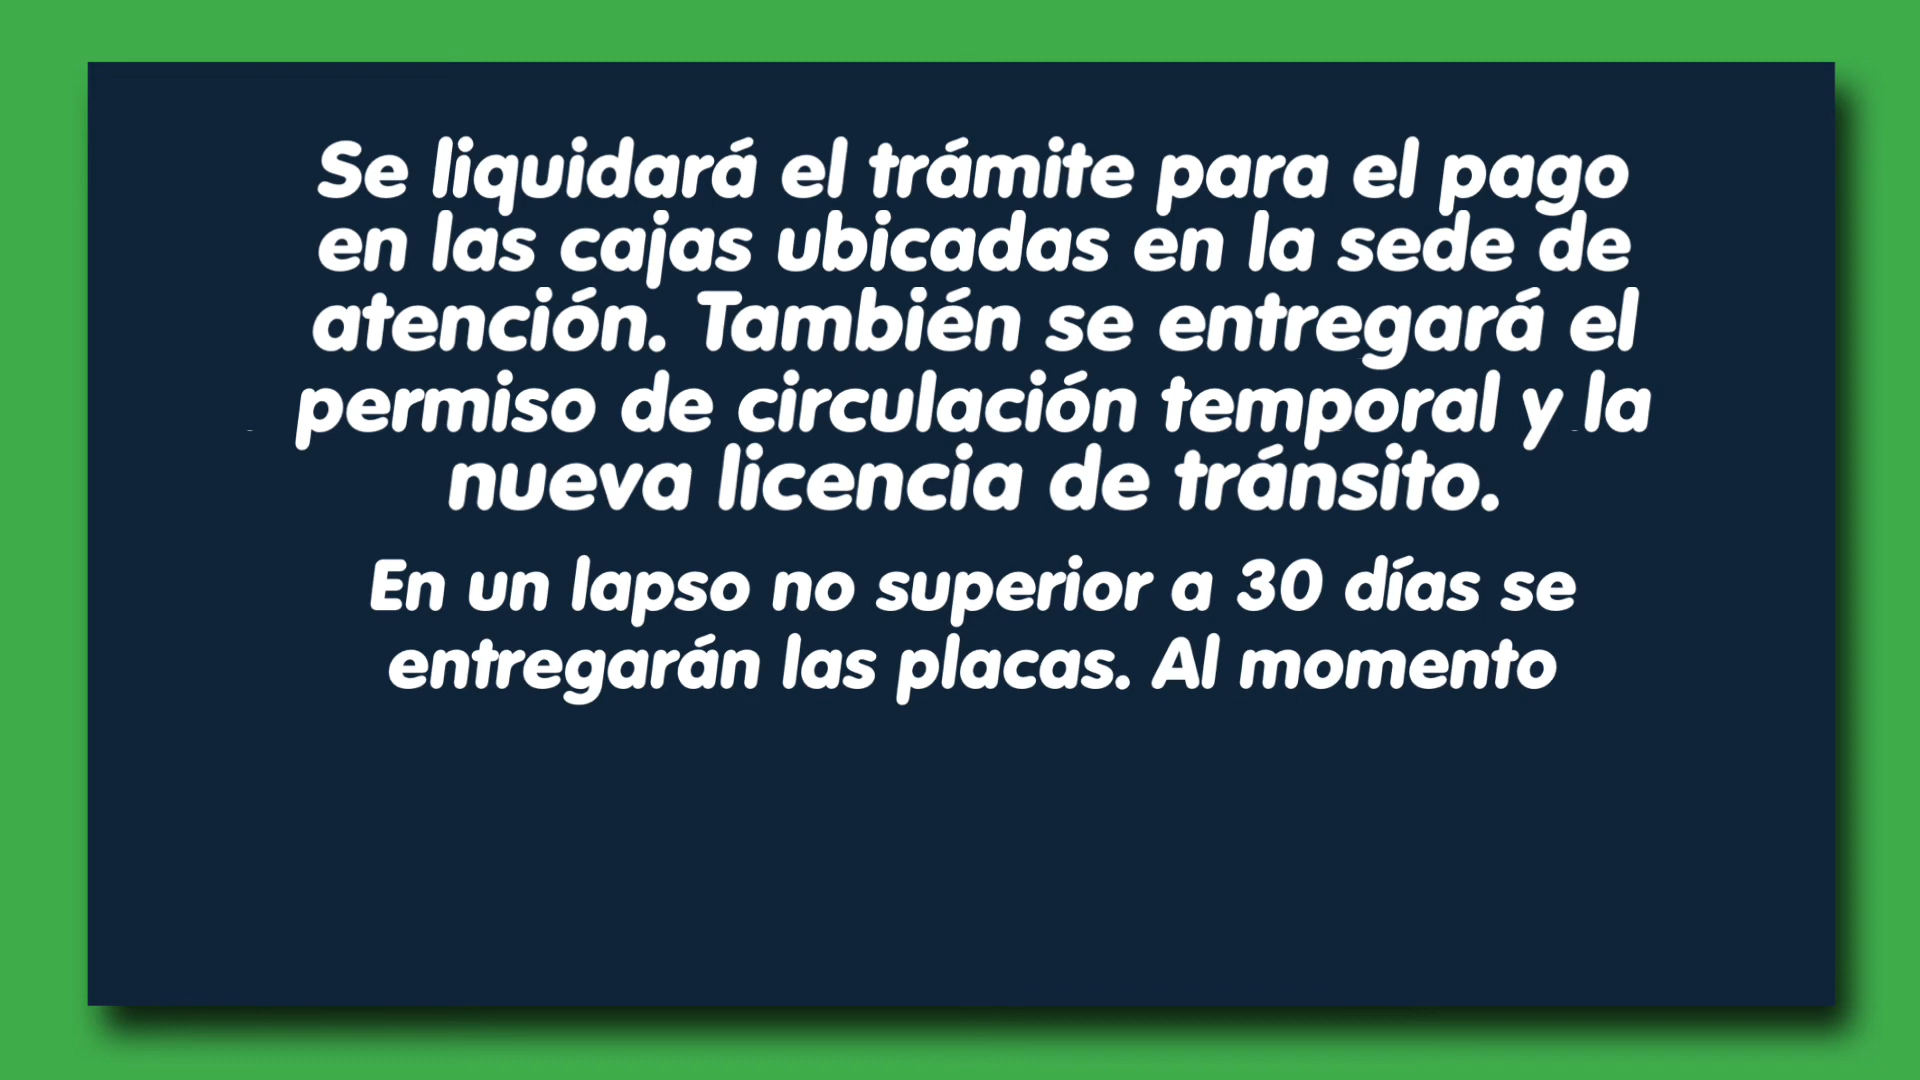 Se liquidará el trámite para el pago
en las cajas ubicadas en la sede de
atención. También se entregará el
permiso de circulación temporal y la
nueva licencia de tránsito.
En un lapso no superior a 30 días se
entregarán las placas. Al momento